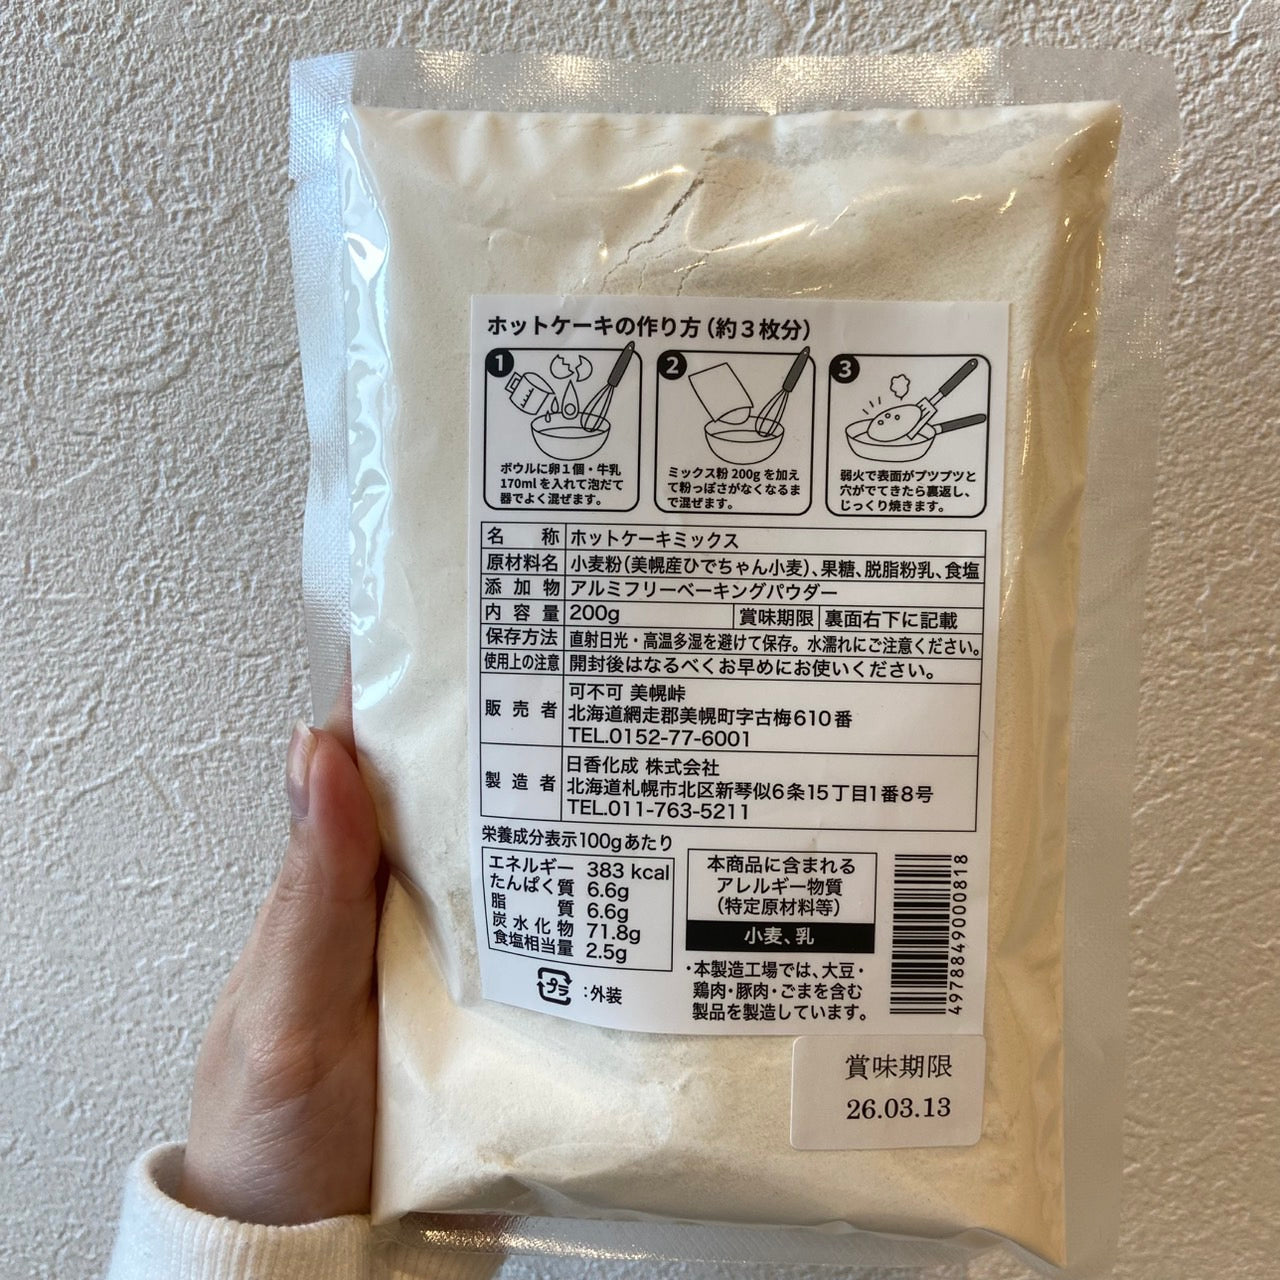 ホットケーキの作り方（約３枚分）
1
ボウルに卵１個・牛乳
170mlを入れて泡だて
器でよく混ぜます。
2
ミックス粉200gを加え
て粉っぽさがなくなるま
で混ぜます。
3
弱火で表面がプツプツと
穴がでてきたら裏返し、
じっくり焼きます。
名称 ホットケーキミックス
原材料名 小麦粉（美幌産ひでちゃん小麦）、果糖、脱脂粉乳、食塩
添加物 アルミフリーベーキングパウダー
内容量 200g 賞味期限 裏面右下に記載
保存方法 直射日光・高温多湿を避けて保存。水濡れにご注意ください。
使用上の注意 開封後はなるべくお早めにお使いください。
販売者 可不可 美幌峠
北海道網走郡美幌町字古梅610番
TEL.0152-77-6001
製造者 日香化成 株式会社
北海道札幌市北区新琴似6条15丁目1番8号
TEL.011-763-5211
栄養成分表示100gあたり
エネルギー 383 kcal
たんぱく質 6.6g
脂質 6.6g
炭水化物 71.8g
食塩相当量 2.5g
プラ
：外装
本商品に含まれる
アレルギー物質
（特定原材料等）
小麦、乳
・本製造工場では、大豆・
鶏肉・豚肉・ごまを含む
製品を製造しています。
4978849000818
賞味期限
26.03.13